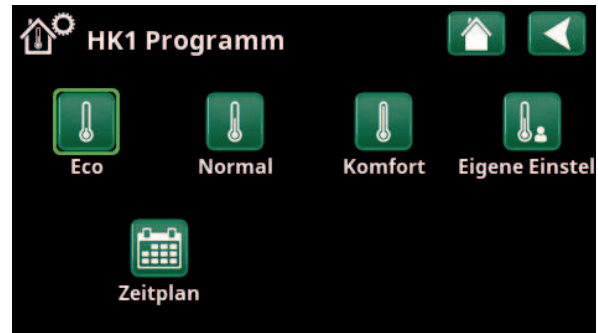 HK1 Programm
Eco
Normal
Komfort
Eigene Einstel
Zeitplan